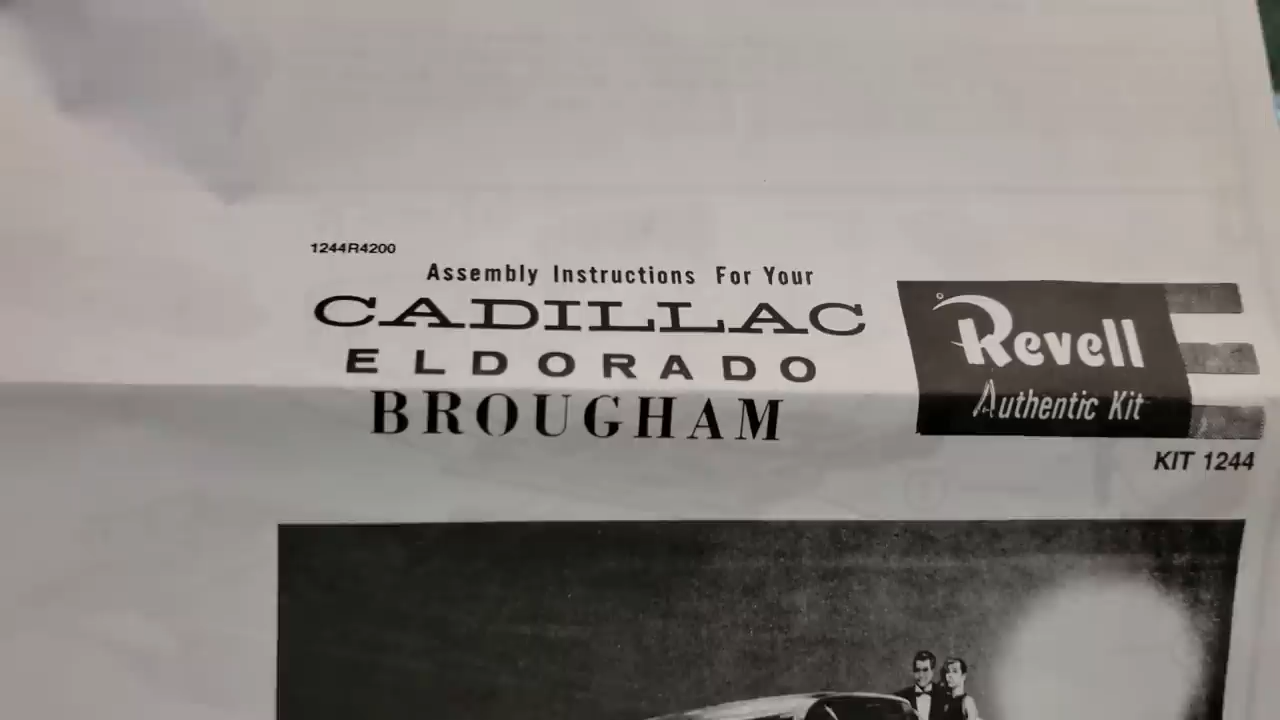 1244R4200
Assembly Instructions For Your
CADILLAC
ELDORADO
BROUGHAM
Revell
Authentic Kit
KIT 1244